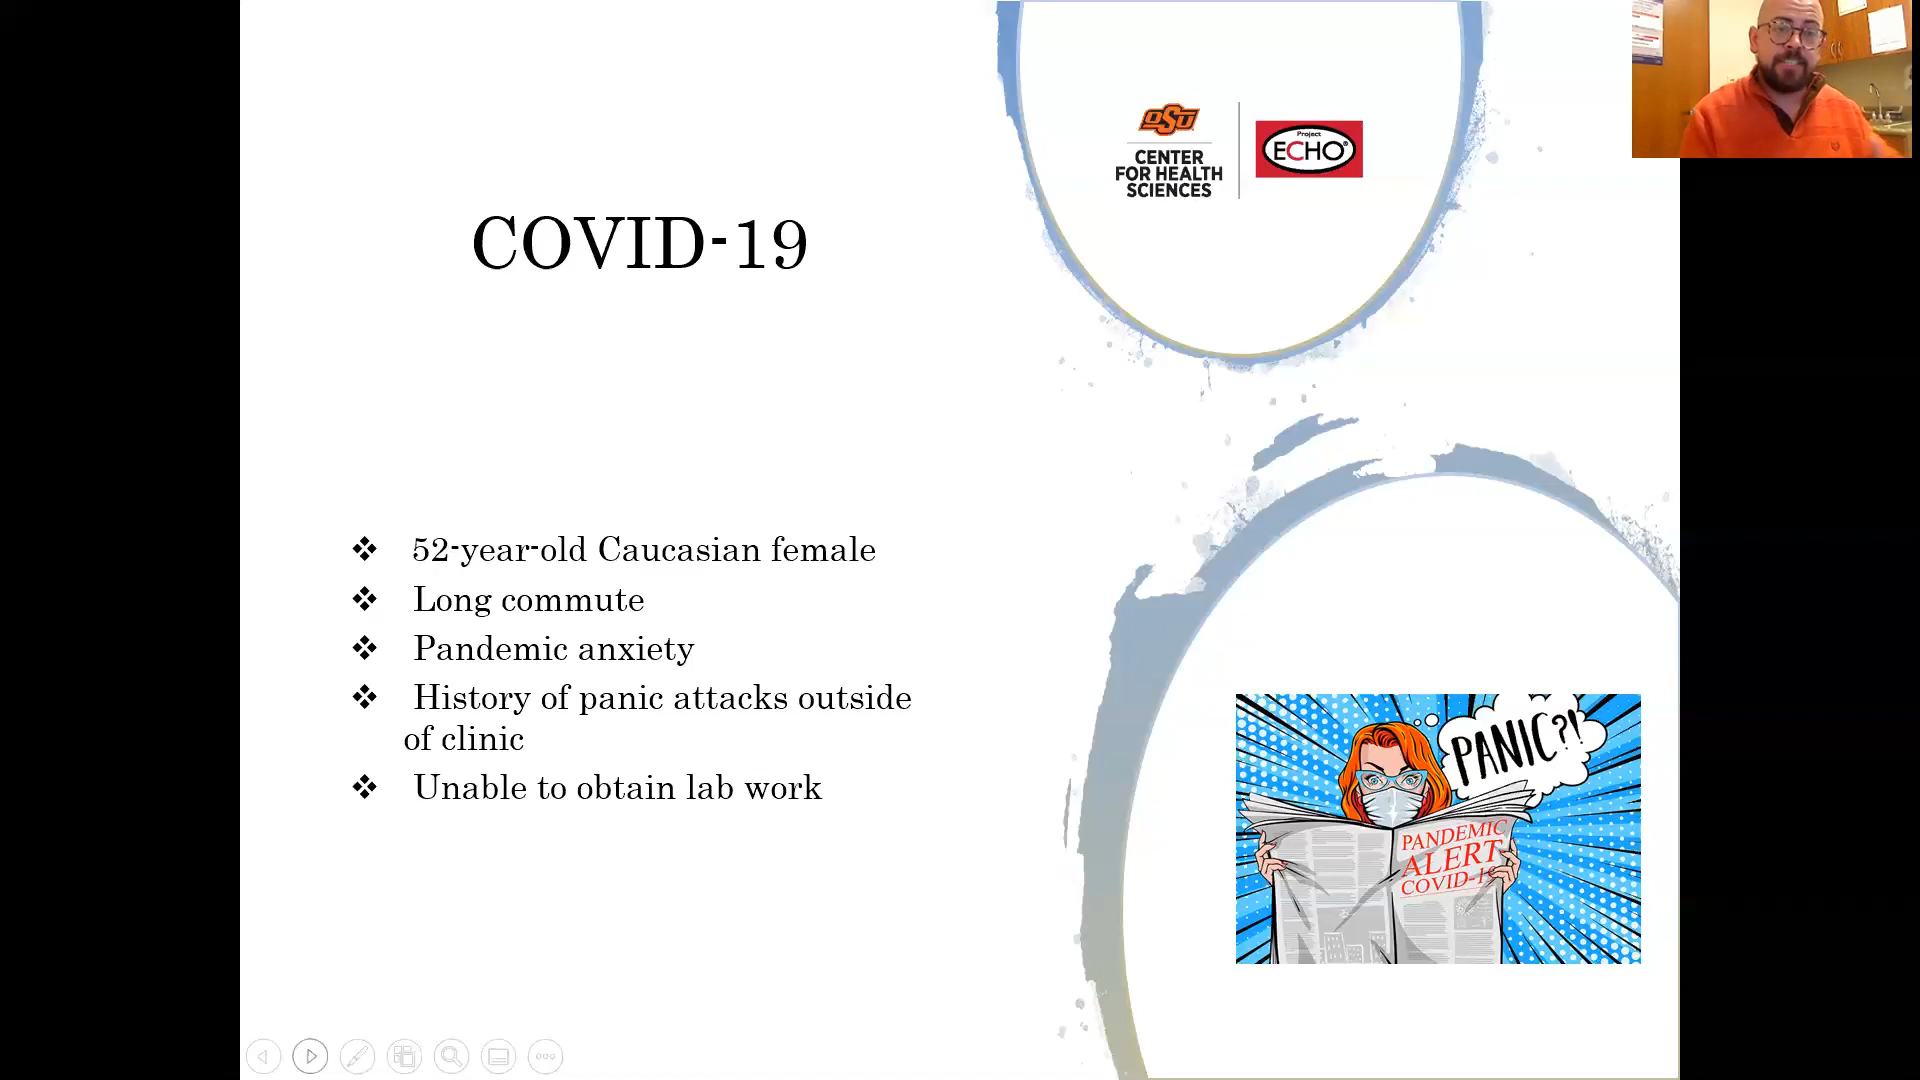 OSU
CENTER
FOR HEALTH
SCIENCES
Project
ECHO®
COVID-19
❖ 52-year-old Caucasian female
❖ Long commute
❖ Pandemic anxiety
❖ History of panic attacks outside
of clinic
❖ Unable to obtain lab work
PANIC?!
PANDEMIC
ALERT
COVID-19